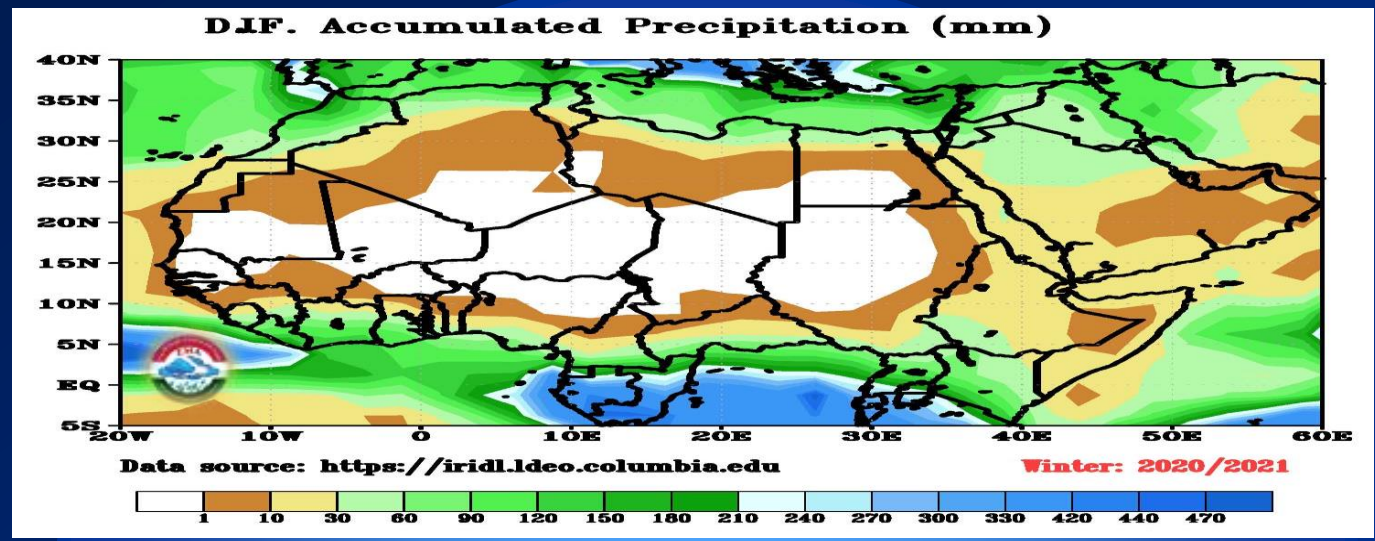 DJF. Accumulated Precipitation (mm)
40N
35N
30N
25N
20N
15N
10N
5N
EQ
5S
20W 10W 0 10E 20E 30E 40E 50E 60E
EMA
Data source: https://iridl.ldeo.columbia.edu Winter: 2020/2021
1 10 30 60 90 120 150 180 210 240 270 300 330 420 440 470